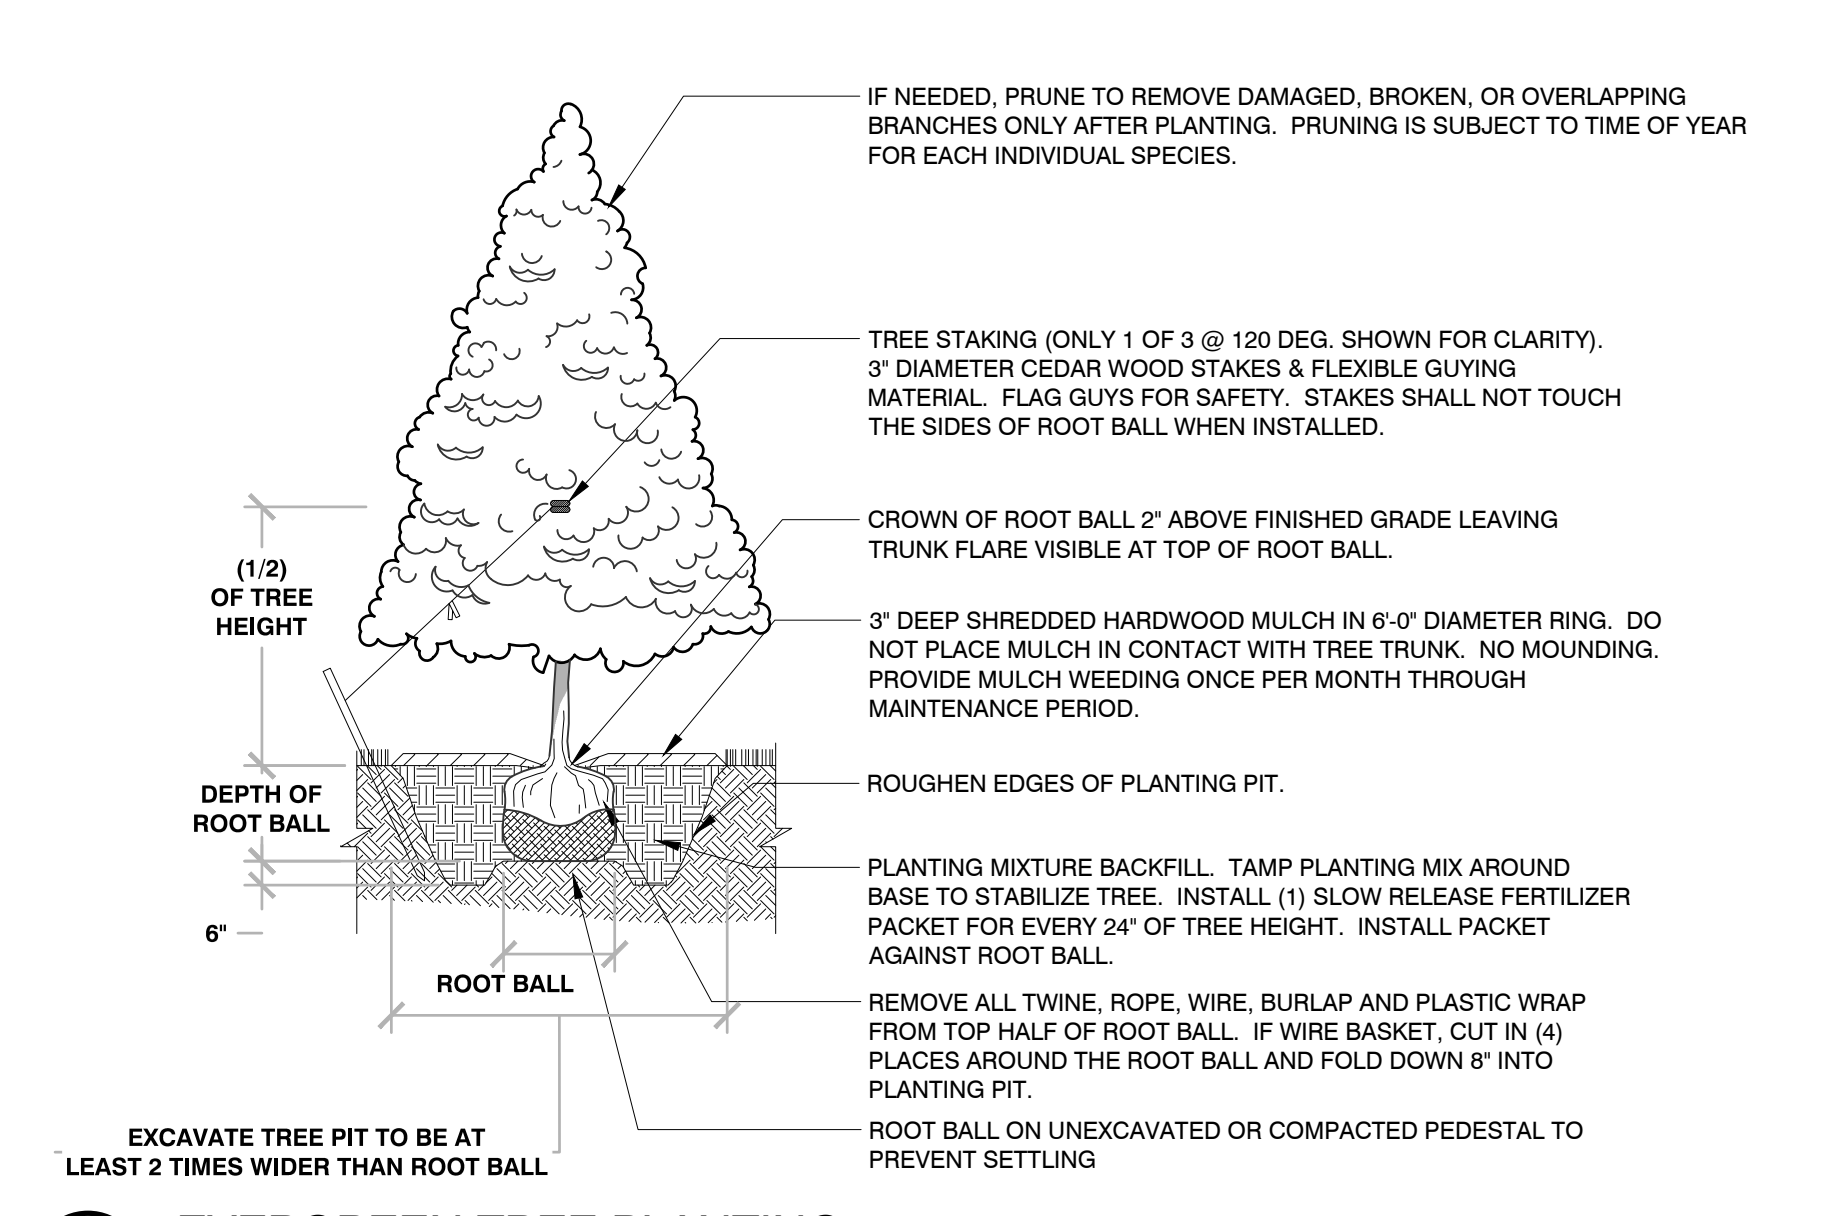 IF NEEDED, PRUNE TO REMOVE DAMAGED, BROKEN, OR OVERLAPPING
BRANCHES ONLY AFTER PLANTING. PRUNING IS SUBJECT TO TIME OF YEAR
FOR EACH INDIVIDUAL SPECIES.
TREE STAKING (ONLY 1 OF 3 @ 120 DEG. SHOWN FOR CLARITY).
3" DIAMETER CEDAR WOOD STAKES & FLEXIBLE GUYING
MATERIAL. FLAG GUYS FOR SAFETY. STAKES SHALL NOT TOUCH
THE SIDES OF ROOT BALL WHEN INSTALLED.
CROWN OF ROOT BALL 2" ABOVE FINISHED GRADE LEAVING
TRUNK FLARE VISIBLE AT TOP OF ROOT BALL.
3" DEEP SHREDDED HARDWOOD MULCH IN 6'-0" DIAMETER RING. DO
NOT PLACE MULCH IN CONTACT WITH TREE TRUNK. NO MOUNDING.
PROVIDE MULCH WEEDING ONCE PER MONTH THROUGH
MAINTENANCE PERIOD.
ROUGHEN EDGES OF PLANTING PIT.
PLANTING MIXTURE BACKFILL. TAMP PLANTING MIX AROUND
BASE TO STABILIZE TREE. INSTALL (1) SLOW RELEASE FERTILIZER
PACKET FOR EVERY 24" OF TREE HEIGHT. INSTALL PACKET
AGAINST ROOT BALL.
REMOVE ALL TWINE, ROPE, WIRE, BURLAP AND PLASTIC WRAP
FROM TOP HALF OF ROOT BALL. IF WIRE BASKET, CUT IN (4)
PLACES AROUND THE ROOT BALL AND FOLD DOWN 8" INTO
PLANTING PIT.
ROOT BALL ON UNEXCAVATED OR COMPACTED PEDESTAL TO
PREVENT SETTLING
(1/2)
OF TREE
HEIGHT
DEPTH OF
ROOT BALL
6"
ROOT BALL
EXCAVATE TREE PIT TO BE AT
LEAST 2 TIMES WIDER THAN ROOT BALL
EVERGREEN TREE PLANTING